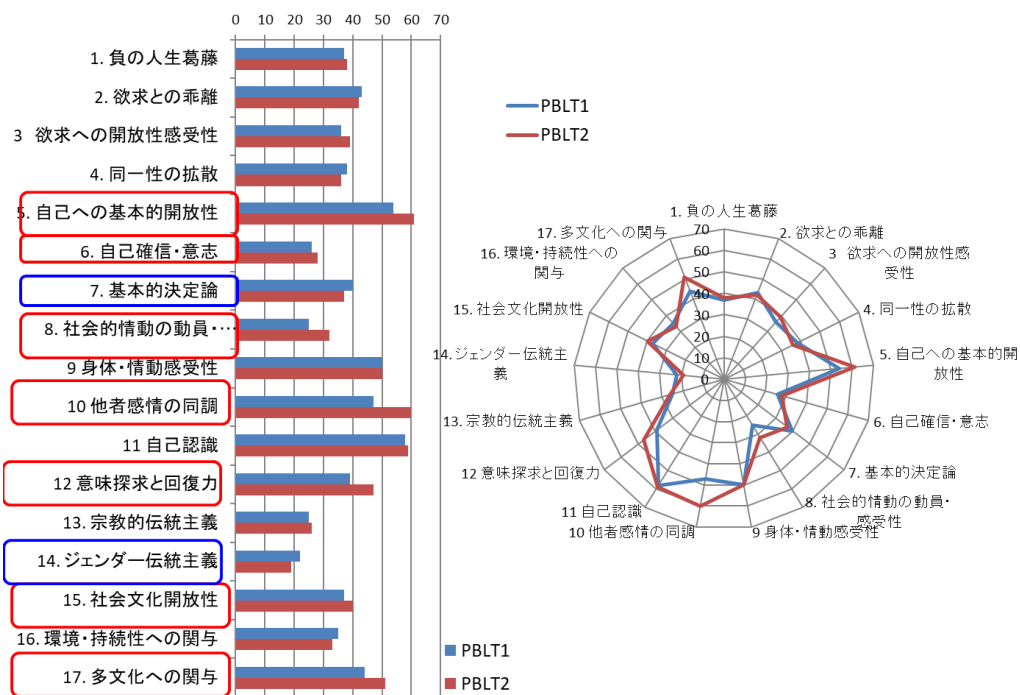 0 10 20 30 40 50 60 70
1. 負の人生葛藤
2. 欲求との乖離
3 欲求への開放性感受性
4. 同一性の拡散
5. 自己への基本的開放性
6. 自己確信・意志
7. 基本的決定論
8. 社会的情動の動員・…
9 身体・情動感受性
10 他者感情の同調
11 自己認識
12 意味探求と回復力
13. 宗教的伝統主義
14. ジェンダー伝統主義
15. 社会文化開放性
16. 環境・持続性への関与
17. 多文化への関与
PBLT1
PBLT2
PBLT1
PBLT2
70
60
50
40
30
20
10
0
1. 負の人生葛藤
2. 欲求との乖離
3 欲求への開放性感
受性
4. 同一性の拡散
5. 自己への基本的開
放性
6. 自己確信・意志
7. 基本的決定論
8. 社会的情動の動員・
感受性
9 身体・情動感受性
10 他者感情の同調
11 自己認識
12 意味探求と回復力
13. 宗教的伝統主義
14. ジェンダー伝統主
義
15. 社会文化開放性
16. 環境・持続性への
関与
17. 多文化への関与